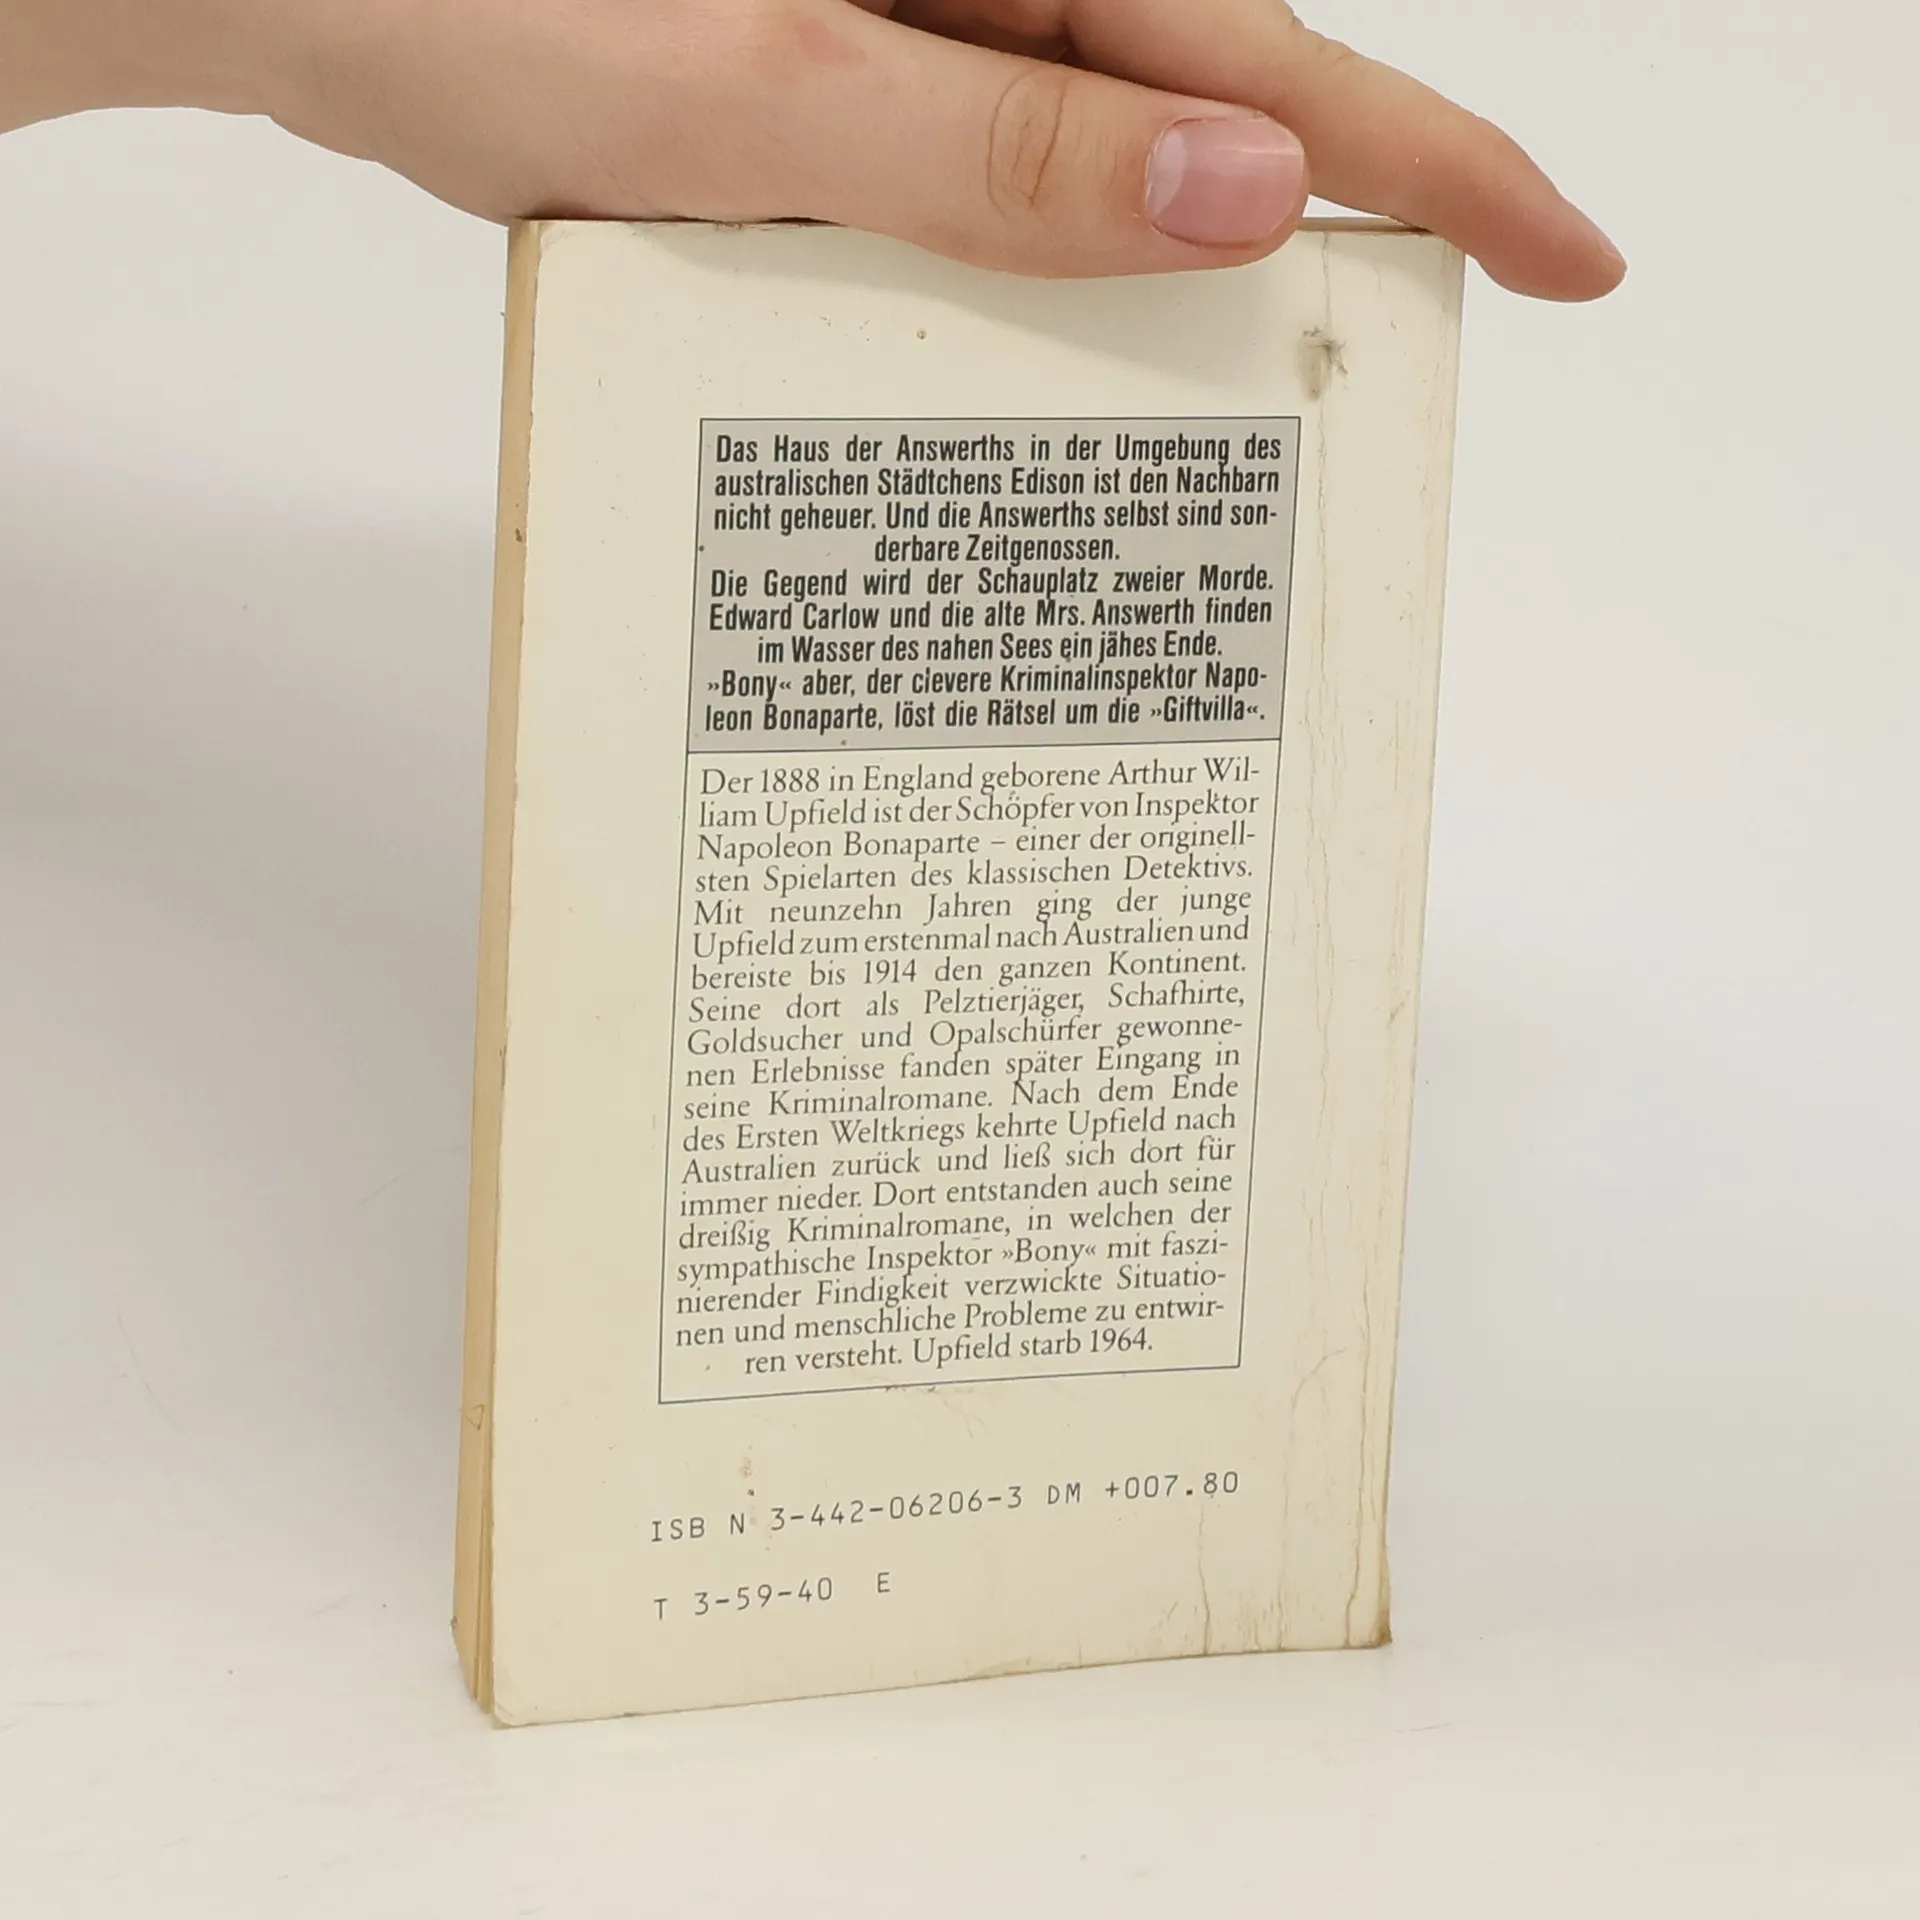 Das Haus der Answerths in der Umgebung des
australischen Städtchens Edison ist den Nachbarn
nicht geheuer. Und die Answerths selbst sind son-
derbare Zeitgenossen.
Die Gegend wird der Schauplatz zweier Morde.
Edward Carlow und die alte Mrs. Answerth finden
im Wasser des nahen Sees ein jähes Ende.
»Bony« aber, der clevere Kriminalinspektor Napo-
leon Bonaparte, löst die Rätsel um die »Giftvilla«.
Der 1888 in England geborene Arthur Wil-
liam Upfield ist der Schöpfer von Inspektor
Napoleon Bonaparte – einer der originell-
sten Spielarten des klassischen Detektivs.
Mit neunzehn Jahren ging der junge
Upfield zum erstenmal nach Australien und
bereiste bis 1914 den ganzen Kontinent.
Seine dort als Pelztierjäger, Schafhirte,
Goldsucher und Opalschürfer gewonne-
nen Erlebnisse fanden später Eingang in
seine Kriminalromane. Nach dem Ende
des Ersten Weltkriegs kehrte Upfield nach
Australien zurück und ließ sich dort für
immer nieder. Dort entstanden auch seine
dreißig Kriminalromane, in welchen der
sympathische Inspektor »Bony« mit faszi-
nierender Findigkeit verzwickte Situatio-
nen und menschliche Probleme zu entwir-
ren versteht. Upfield starb 1964.
ISB N 3-442-06206-3 DM +007.80
T 3-59-40 E